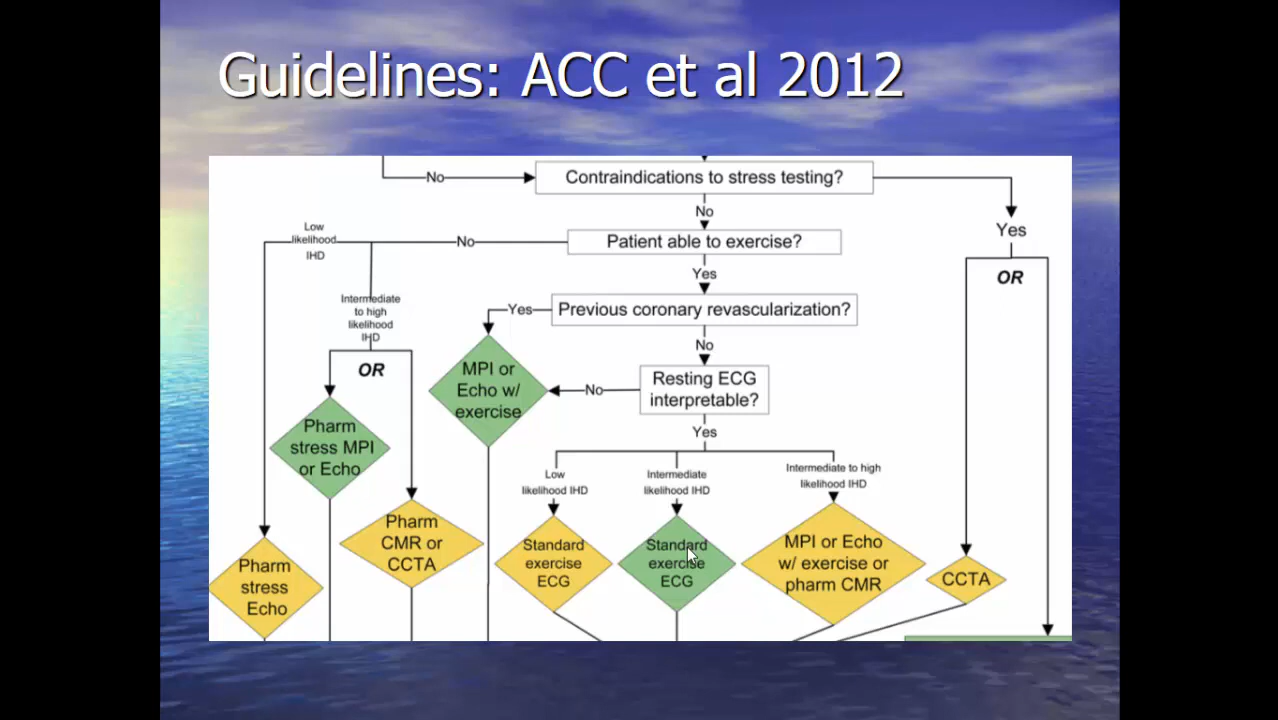 Guidelines: ACC et al 2012
No
Contraindications to stress testing?
No
Yes
OR
Low
likelihood
IHD
No
Patient able to exercise?
Yes
Intermediate
to high
likelihood
IHD
OR
Yes
Previous coronary revascularization?
No
MPI or
Echo w/
exercise
No
Resting ECG
interpretable?
Yes
Pharm
stress MPI
or Echo
Low
likelihood IHD
Intermediate
likelihood IHD
Intermediate to high
likelihood IHD
Pharm
CMR or
CCTA
Pharm
stress
Echo
Standard
exercise
ECG
Standard
exercise
ECG
MPI or Echo
w/ exercise or
pharm CMR
CCTA